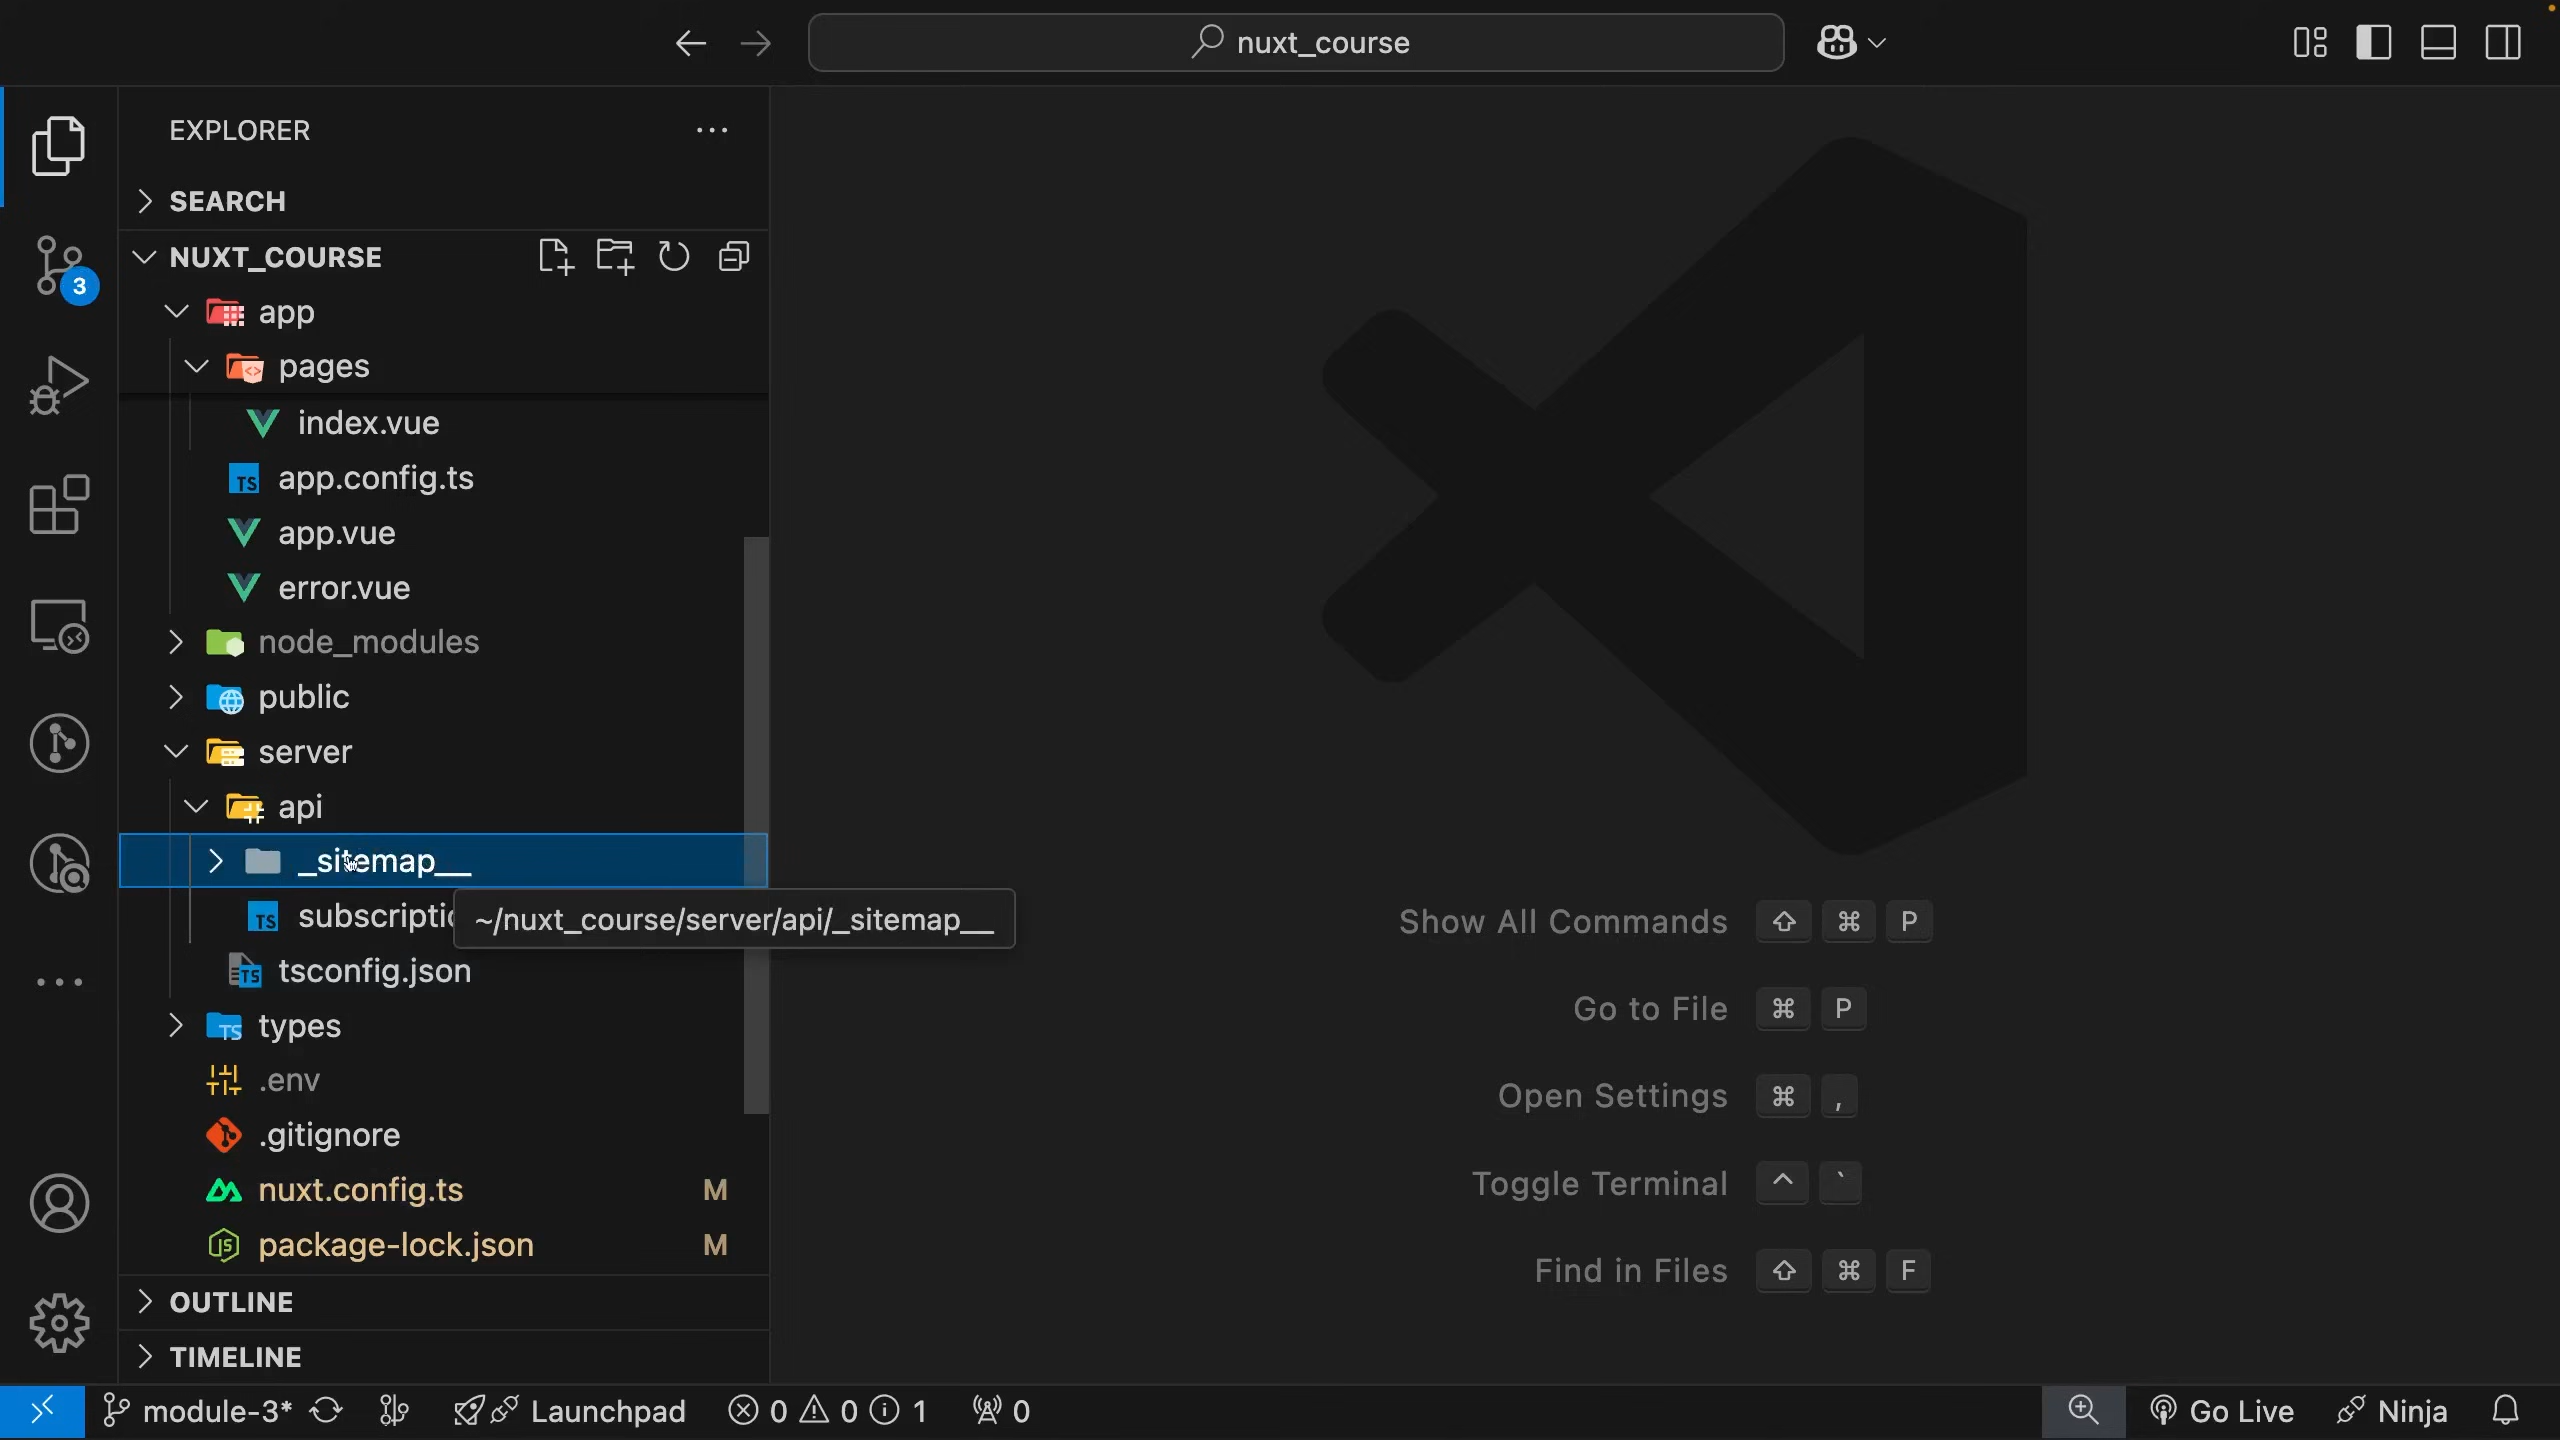 nuxt_course
EXPLORER
SEARCH
NUXT_COURSE
3
app
pages
index.vue
app.config.ts
app.vue
error.vue
node_modules
public
server
api
_sitemap__
~/nuxt_course/server/api/_sitemap__
tsconfig.json
types
.env
.gitignore
nuxt.config.ts M
package-lock.json M
OUTLINE
TIMELINE
Show All Commands ⇧ ⌘ P
Go to File ⌘ P
Open Settings ⌘ ,
Toggle Terminal ^ `
Find in Files ⇧ ⌘ F
module-3* Launchpad 0 0 1 0 Go Live Ninja